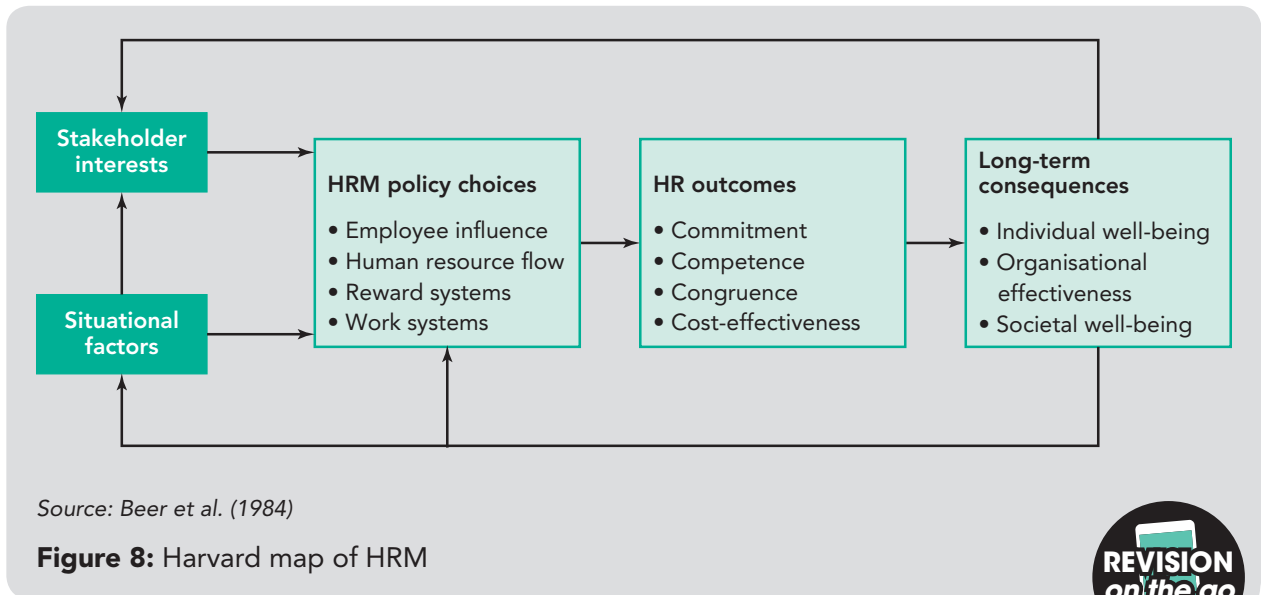 Stakeholder
interests
Situational
factors
HRM policy choices
• Employee influence
• Human resource flow
• Reward systems
• Work systems
HR outcomes
• Commitment
• Competence
• Congruence
• Cost-effectiveness
Long-term
consequences
• Individual well-being
• Organisational
effectiveness
• Societal well-being
Source: Beer et al. (1984)
Figure 8: Harvard map of HRM
REVISION
on the go